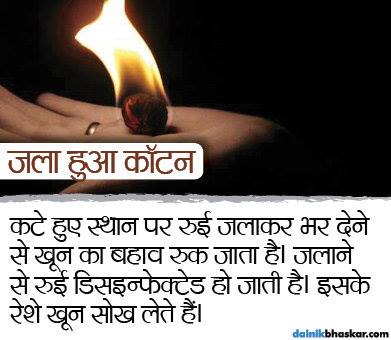 जला हुआ कॉटन
कटे हुए स्थान पर रुई जलाकर भर देने
से खून का बहाव रुक जाता है। जलाने
से रुई डिसइन्फेक्टेड हो जाती है। इसके
रेशे खून सोख लेते हैं।
dainikbhaskar.com